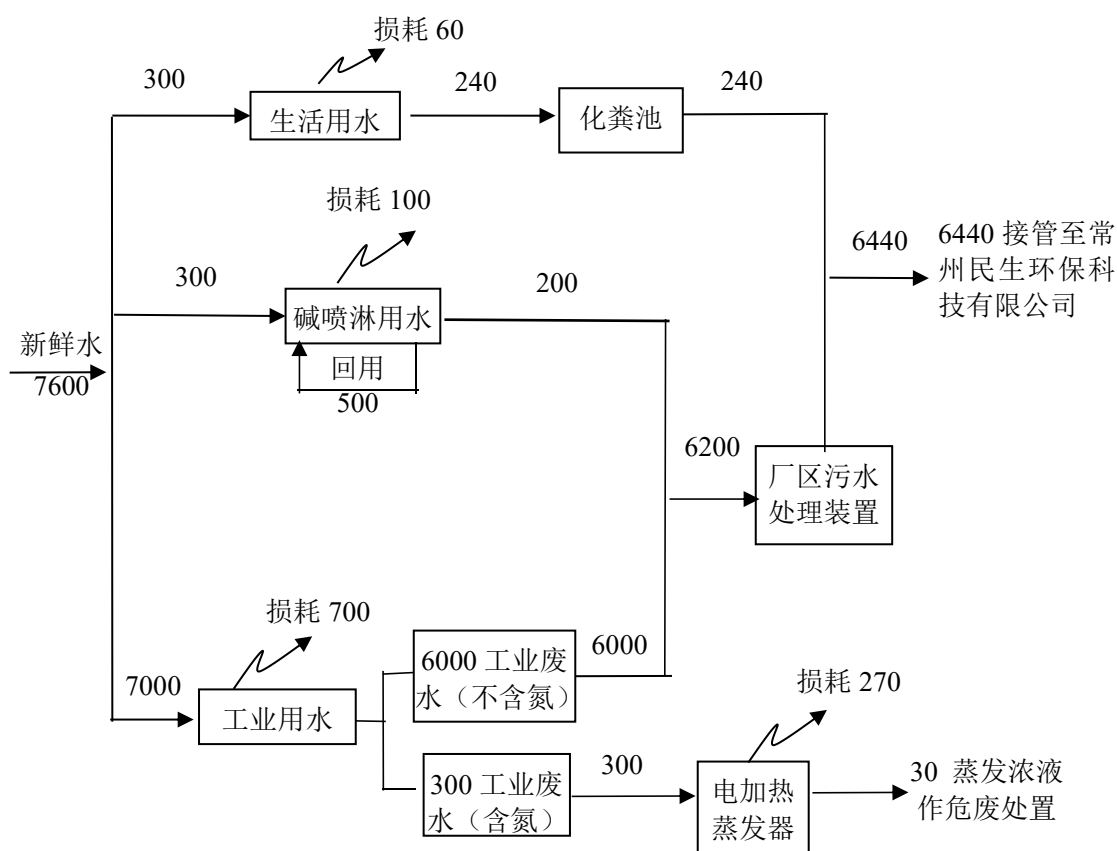 损耗 60
300
生活用水
240
化粪池
240
损耗 100
300
碱喷淋用水
200
回用
500
6440
6440 接管至常
州民生环保科
技有限公司
新鲜水
7600
6200
厂区污水
处理装置
损耗 700
7000
工业用水
6000 工业废
水（不含氮）
6000
损耗 270
300 工业废
水（含氮）
300
电加热
蒸发器
30 蒸发浓液
作危废处置